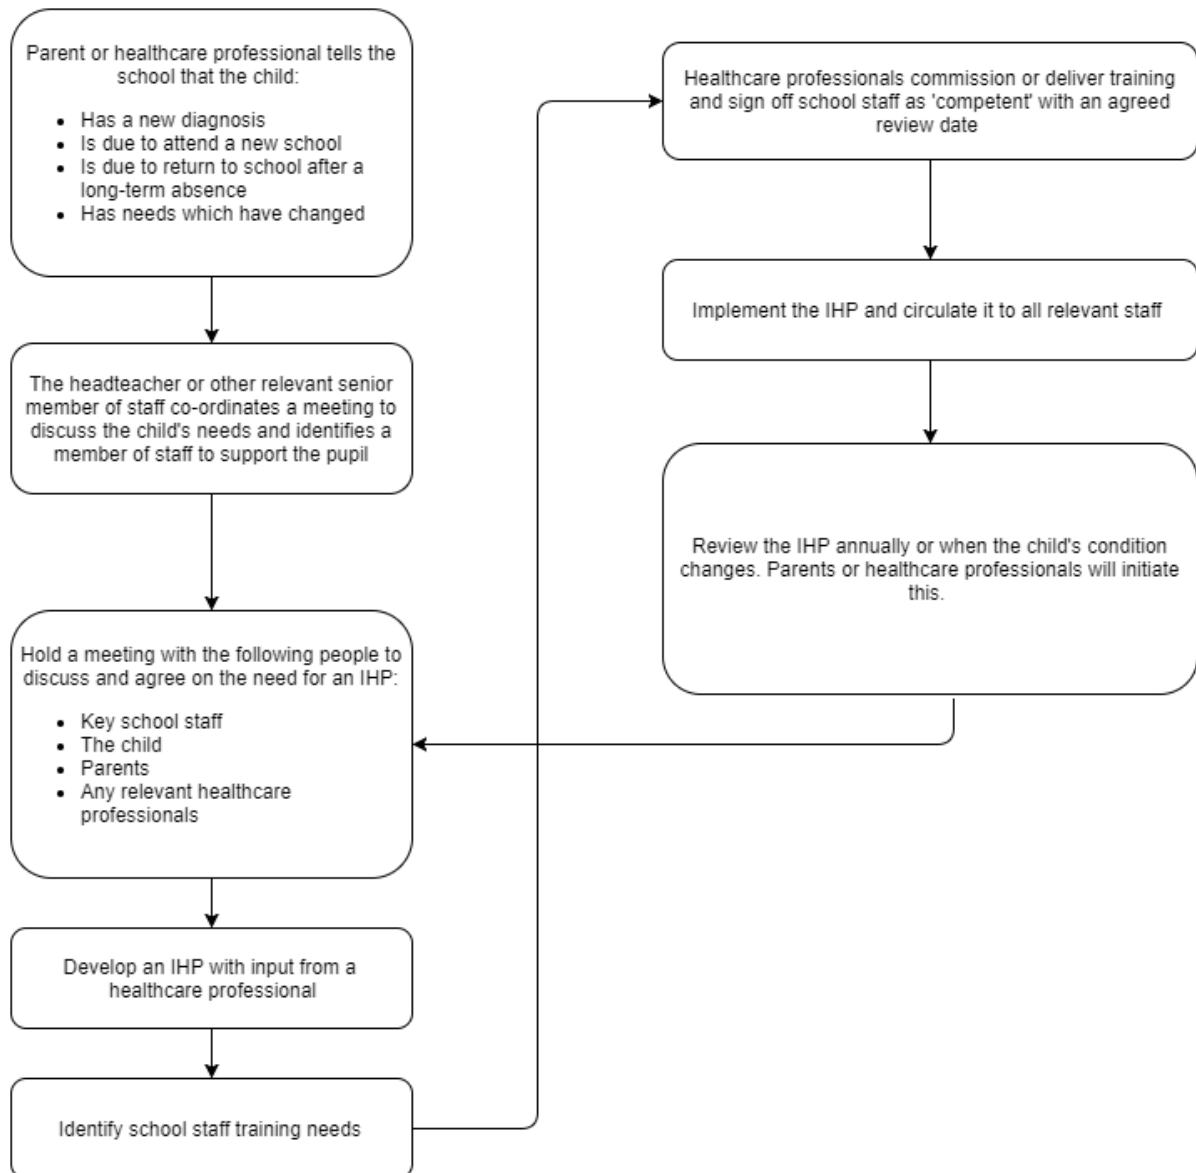 Parent or healthcare professional tells the
school that the child:
• Has a new diagnosis
• Is due to attend a new school
• Is due to return to school after a
long-term absence
• Has needs which have changed
The headteacher or other relevant senior
member of staff co-ordinates a meeting to
discuss the child's needs and identifies a
member of staff to support the pupil
Hold a meeting with the following people to
discuss and agree on the need for an IHP:
• Key school staff
• The child
• Parents
• Any relevant healthcare
professionals
Develop an IHP with input from a
healthcare professional
Identify school staff training needs
Healthcare professionals commission or deliver training
and sign off school staff as 'competent' with an agreed
review date
Implement the IHP and circulate it to all relevant staff
Review the IHP annually or when the child's condition
changes. Parents or healthcare professionals will initiate
this.